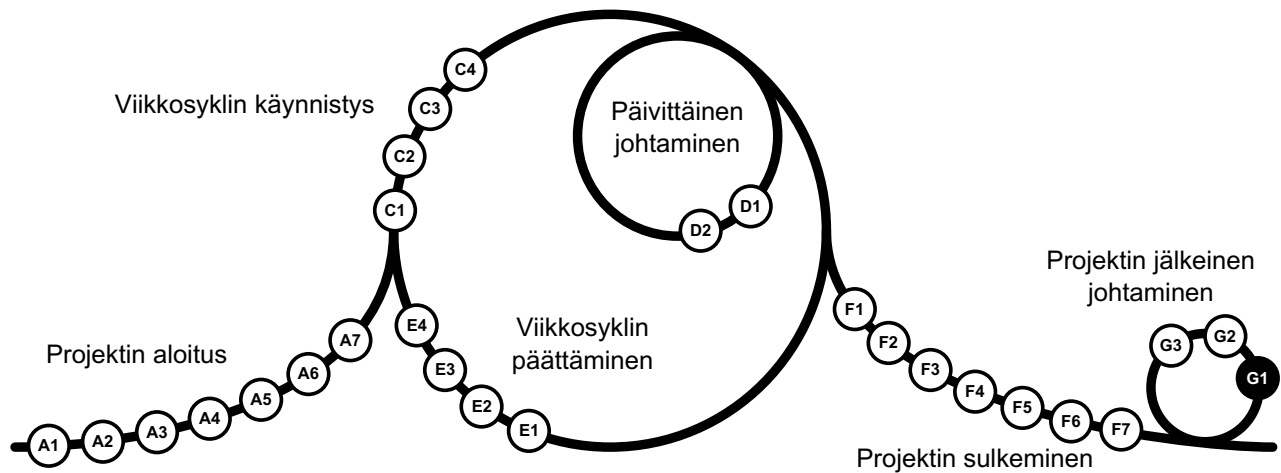 Projektin aloitus
A1
A2
A3
A4
A5
A6
A7
Viikkosyklin käynnistys
C1
C2
C3
C4
Päivittäinen
johtaminen
D1
D2
Viikkosyklin
päättäminen
E1
E2
E3
E4
F1
F2
F3
F4
F5
F6
F7
Projektin sulkeminen
Projektin jälkeinen
johtaminen
G1
G2
G3